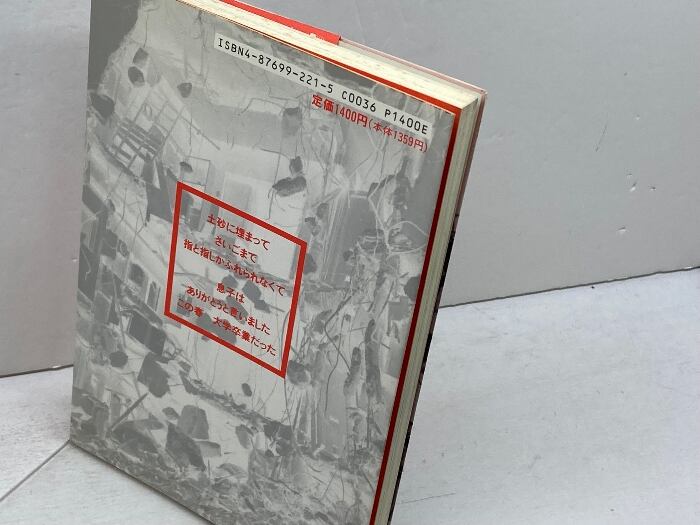 ISBN4-87699-221-5 C0036 P1400E
定価1400円(本体1359円)
土砂に埋まって
さいごまで
指と指しかふれられなくて
息子は
ありがとうと言いました
この春 大学卒業だった